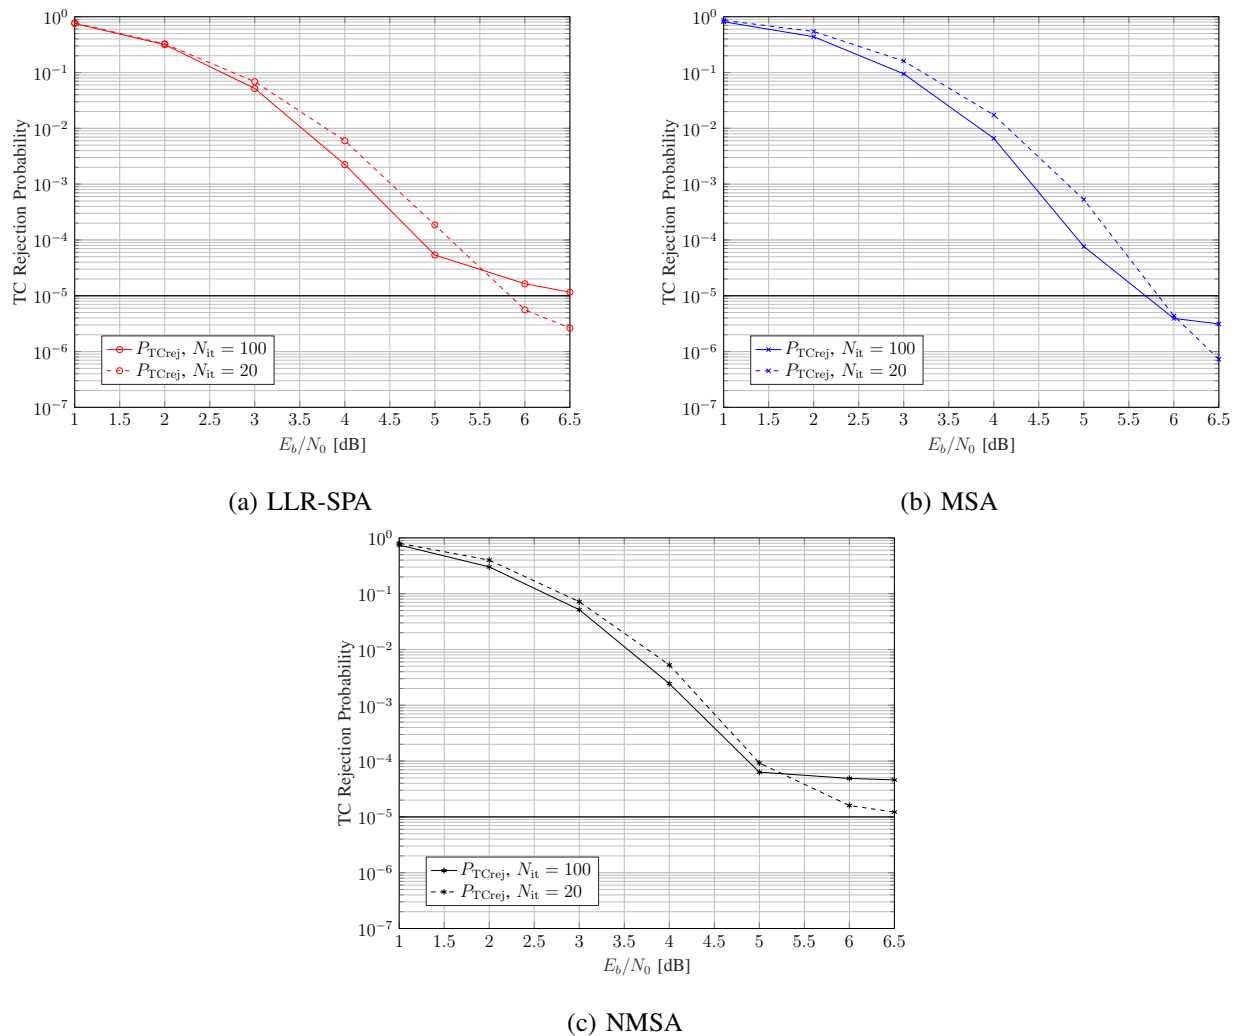 TC Rejection Probability
10^0
10^−1
10^−2
10^−3
10^−4
10^−5
10^−6
10^−7
P_TCrej, N_it = 100
P_TCrej, N_it = 20
1 1.5 2 2.5 3 3.5 4 4.5 5 5.5 6 6.5
E_b/N_0 [dB]
(a) LLR-SPA
TC Rejection Probability
10^0
10^−1
10^−2
10^−3
10^−4
10^−5
10^−6
10^−7
P_TCrej, N_it = 100
P_TCrej, N_it = 20
1 1.5 2 2.5 3 3.5 4 4.5 5 5.5 6 6.5
E_b/N_0 [dB]
(b) MSA
TC Rejection Probability
10^0
10^−1
10^−2
10^−3
10^−4
10^−5
10^−6
10^−7
P_TCrej, N_it = 100
P_TCrej, N_it = 20
1 1.5 2 2.5 3 3.5 4 4.5 5 5.5 6 6.5
E_b/N_0 [dB]
(c) NMSA